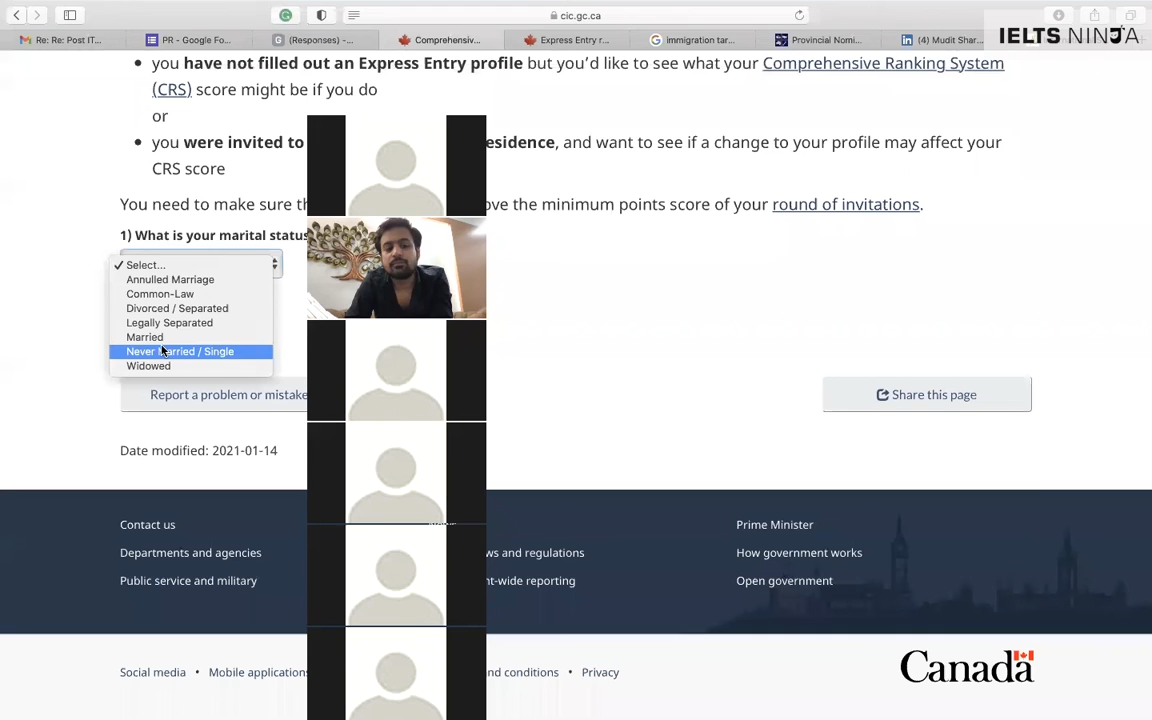 cic.gc.ca
Re: Re: Post IT...
PR - Google Fo...
(Responses) -...
Comprehensiv...
Express Entry r...
immigration tar...
Provincial Nomi...
(4) Mudit Shar...
IELTS NINJA
you have not filled out an Express Entry profile but you’d like to see what your Comprehensive Ranking System
(CRS) score might be if you do
or
you were invited to esidence, and want to see if a change to your profile may affect your
CRS score
You need to make sure th ve the minimum points score of your round of invitations.
1) What is your marital status
✓ Select...
Annulled Marriage
Common-Law
Divorced / Separated
Legally Separated
Married
Never Married / Single
Widowed
Report a problem or mistake
Share this page
Date modified: 2021-01-14
Contact us
Prime Minister
Departments and agencies
ws and regulations
How government works
Public service and military
nt-wide reporting
Open government
Social media • Mobile applications nd conditions • Privacy
Canada